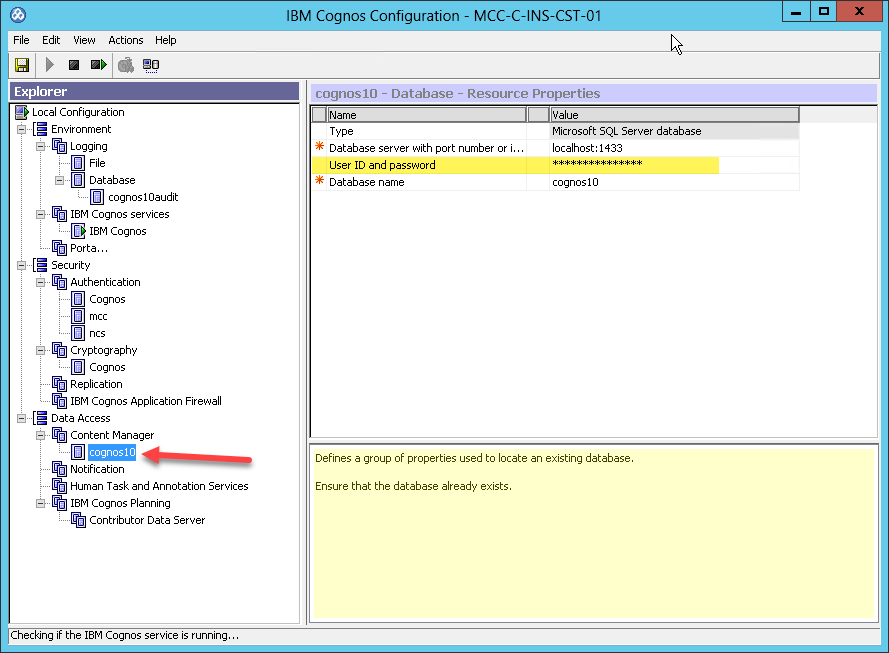 IBM Cognos Configuration - MCC-C-INS-CST-01
File Edit View Actions Help
Explorer
Local Configuration
Environment
Logging
File
Database
cognos10audit
IBM Cognos services
IBM Cognos
Porta...
Security
Authentication
Cognos
mcc
ncs
Cryptography
Cognos
Replication
IBM Cognos Application Firewall
Data Access
Content Manager
cognos10
Notification
Human Task and Annotation Services
IBM Cognos Planning
Contributor Data Server
cognos10 - Database - Resource Properties
Name Value
Type Microsoft SQL Server database
* Database server with port number or i... localhost:1433
User ID and password ***************
* Database name cognos10
Defines a group of properties used to locate an existing database.
Ensure that the database already exists.
Checking if the IBM Cognos service is running...